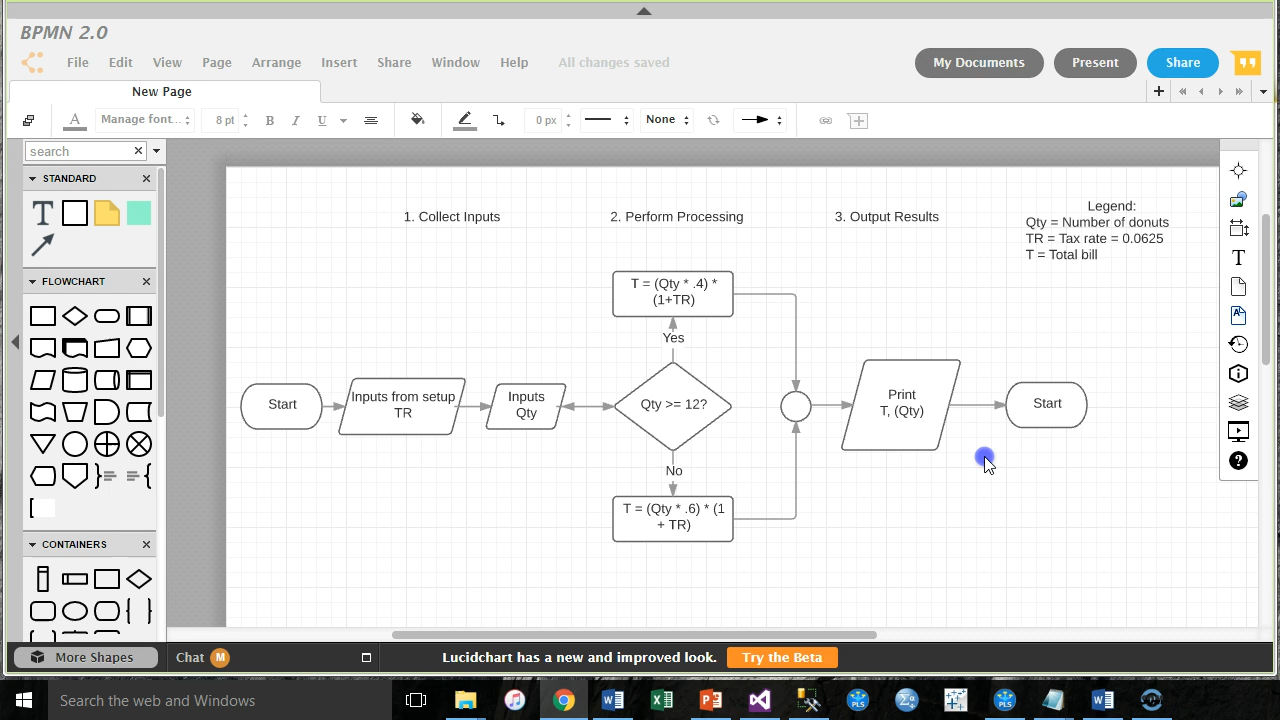 BPMN 2.0
File Edit View Page Arrange Insert Share Window Help All changes saved
My Documents Present Share
New Page
A Manage font... 8 pt B I U 0 px None
search
STANDARD
T
FLOWCHART
CONTAINERS
More Shapes
1. Collect Inputs 2. Perform Processing 3. Output Results
Legend:
Qty = Number of donuts
TR = Tax rate = 0.0625
T = Total bill
T = (Qty * .4) *
(1+TR)
Yes
Start
Inputs from setup
TR
Inputs
Qty
Qty >= 12?
Print
T, (Qty)
Start
No
T = (Qty * .6) * (1
+ TR)
T
A
?
Chat M
Lucidchart has a new and improved look. Try the Beta
Search the web and Windows
PLS
PLS